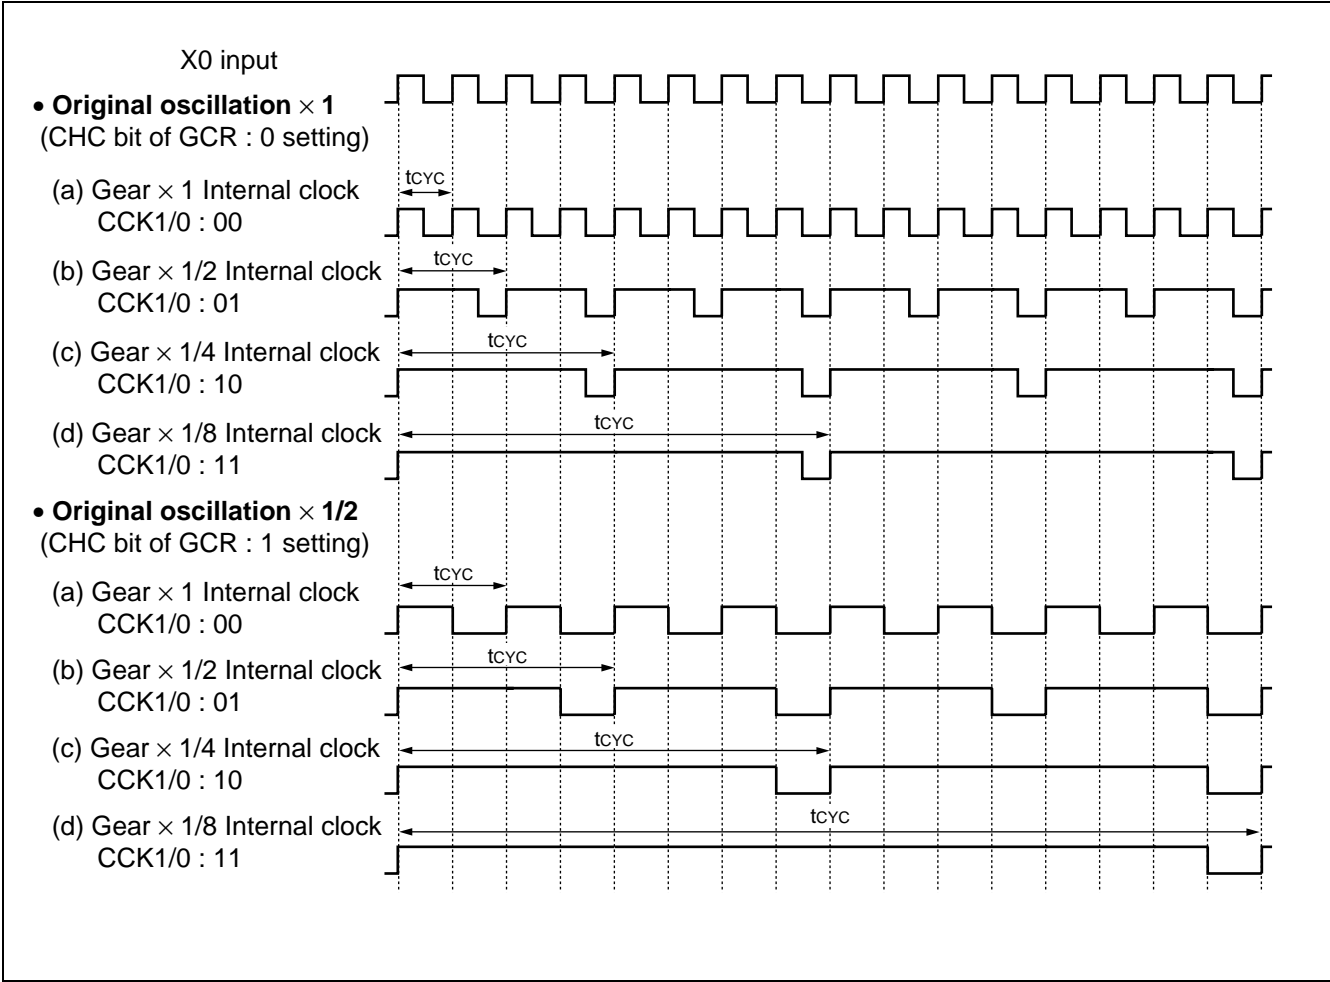 X0 input
• Original oscillation × 1
(CHC bit of GCR : 0 setting)
(a) Gear × 1 Internal clock
CCK1/0 : 00
tCYC
(b) Gear × 1/2 Internal clock
CCK1/0 : 01
tCYC
(c) Gear × 1/4 Internal clock
CCK1/0 : 10
tCYC
(d) Gear × 1/8 Internal clock
CCK1/0 : 11
tCYC
• Original oscillation × 1/2
(CHC bit of GCR : 1 setting)
(a) Gear × 1 Internal clock
CCK1/0 : 00
tCYC
(b) Gear × 1/2 Internal clock
CCK1/0 : 01
tCYC
(c) Gear × 1/4 Internal clock
CCK1/0 : 10
tCYC
(d) Gear × 1/8 Internal clock
CCK1/0 : 11
tCYC